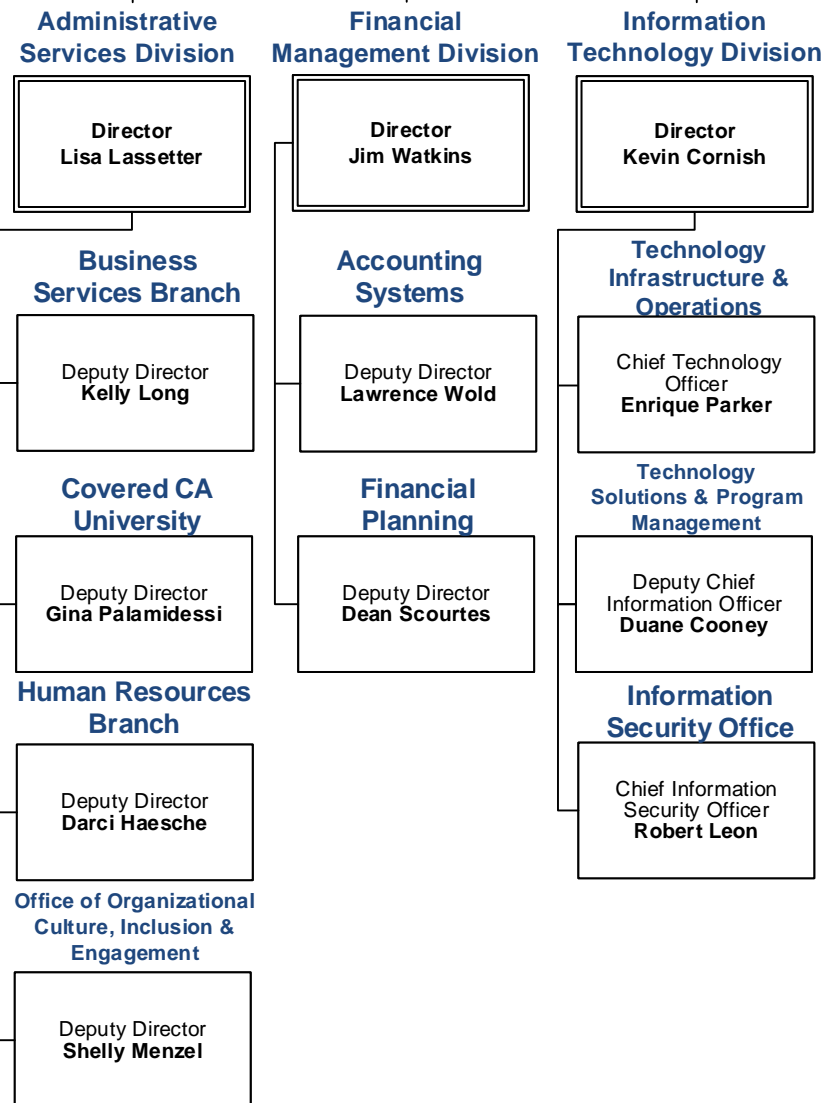 Administrative
Services Division
Director
Lisa Lassetter
Business
Services Branch
Deputy Director
Kelly Long
Covered CA
University
Deputy Director
Gina Palamidessi
Human Resources
Branch
Deputy Director
Darci Haesche
Office of Organizational
Culture, Inclusion &
Engagement
Deputy Director
Shelly Menzel
Financial
Management Division
Director
Jim Watkins
Accounting
Systems
Deputy Director
Lawrence Wold
Financial
Planning
Deputy Director
Dean Scourtes
Information
Technology Division
Director
Kevin Cornish
Technology
Infrastructure &
Operations
Chief Technology
Officer
Enrique Parker
Technology
Solutions & Program
Management
Deputy Chief
Information Officer
Duane Cooney
Information
Security Office
Chief Information
Security Officer
Robert Leon